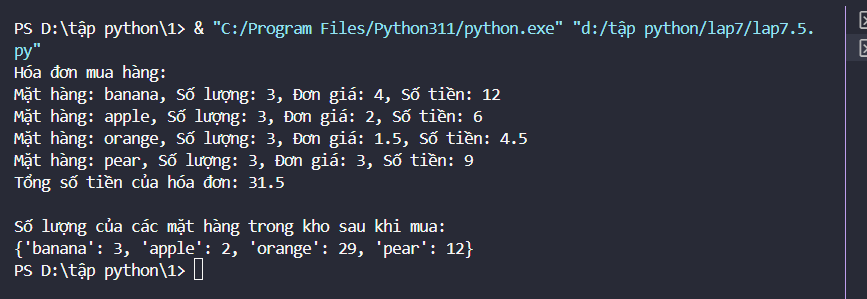 PS D:\tập python\1> & "C:/Program Files/Python311/python.exe" "d:/tập python/lap7/lap7.5.
py"
Hóa đơn mua hàng:
Mặt hàng: banana, Số lượng: 3, Đơn giá: 4, Số tiền: 12
Mặt hàng: apple, Số lượng: 3, Đơn giá: 2, Số tiền: 6
Mặt hàng: orange, Số lượng: 3, Đơn giá: 1.5, Số tiền: 4.5
Mặt hàng: pear, Số lượng: 3, Đơn giá: 3, Số tiền: 9
Tổng số tiền của hóa đơn: 31.5
Số lượng của các mặt hàng trong kho sau khi mua:
{'banana': 3, 'apple': 2, 'orange': 29, 'pear': 12}
PS D:\tập python\1>